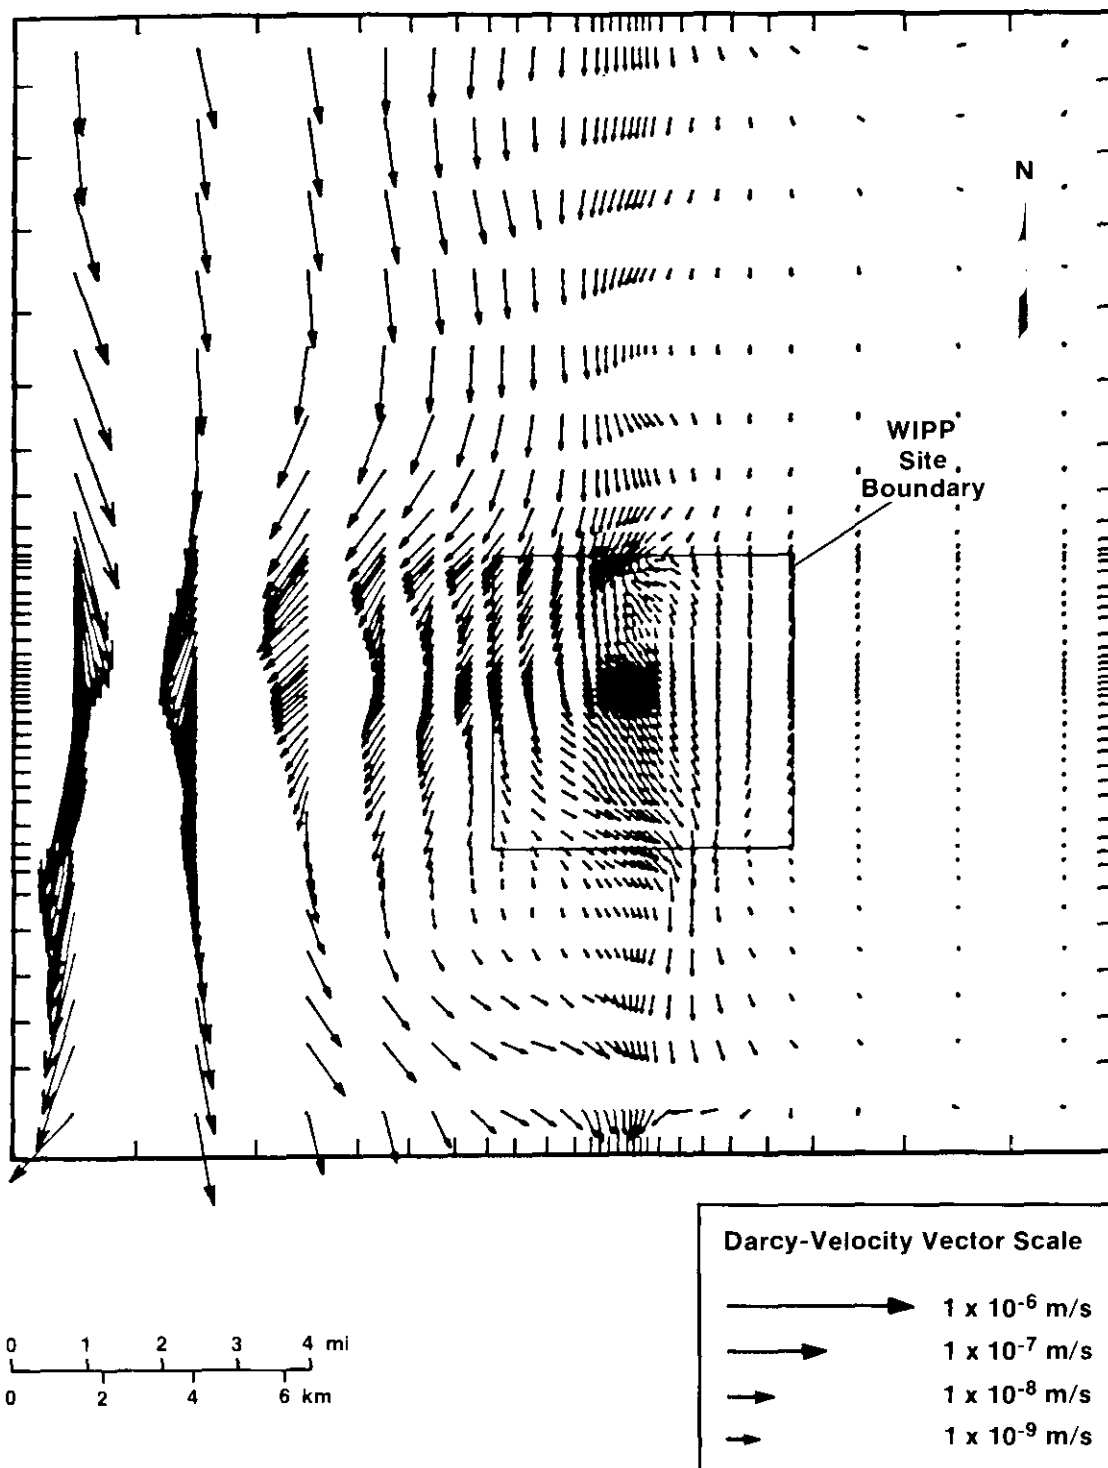 N
WIPP
Site
Boundary
Darcy-Velocity Vector Scale
1 x 10⁻⁶ m/s
1 x 10⁻⁷ m/s
1 x 10⁻⁸ m/s
1 x 10⁻⁹ m/s
0 1 2 3 4 mi
0 2 4 6 km